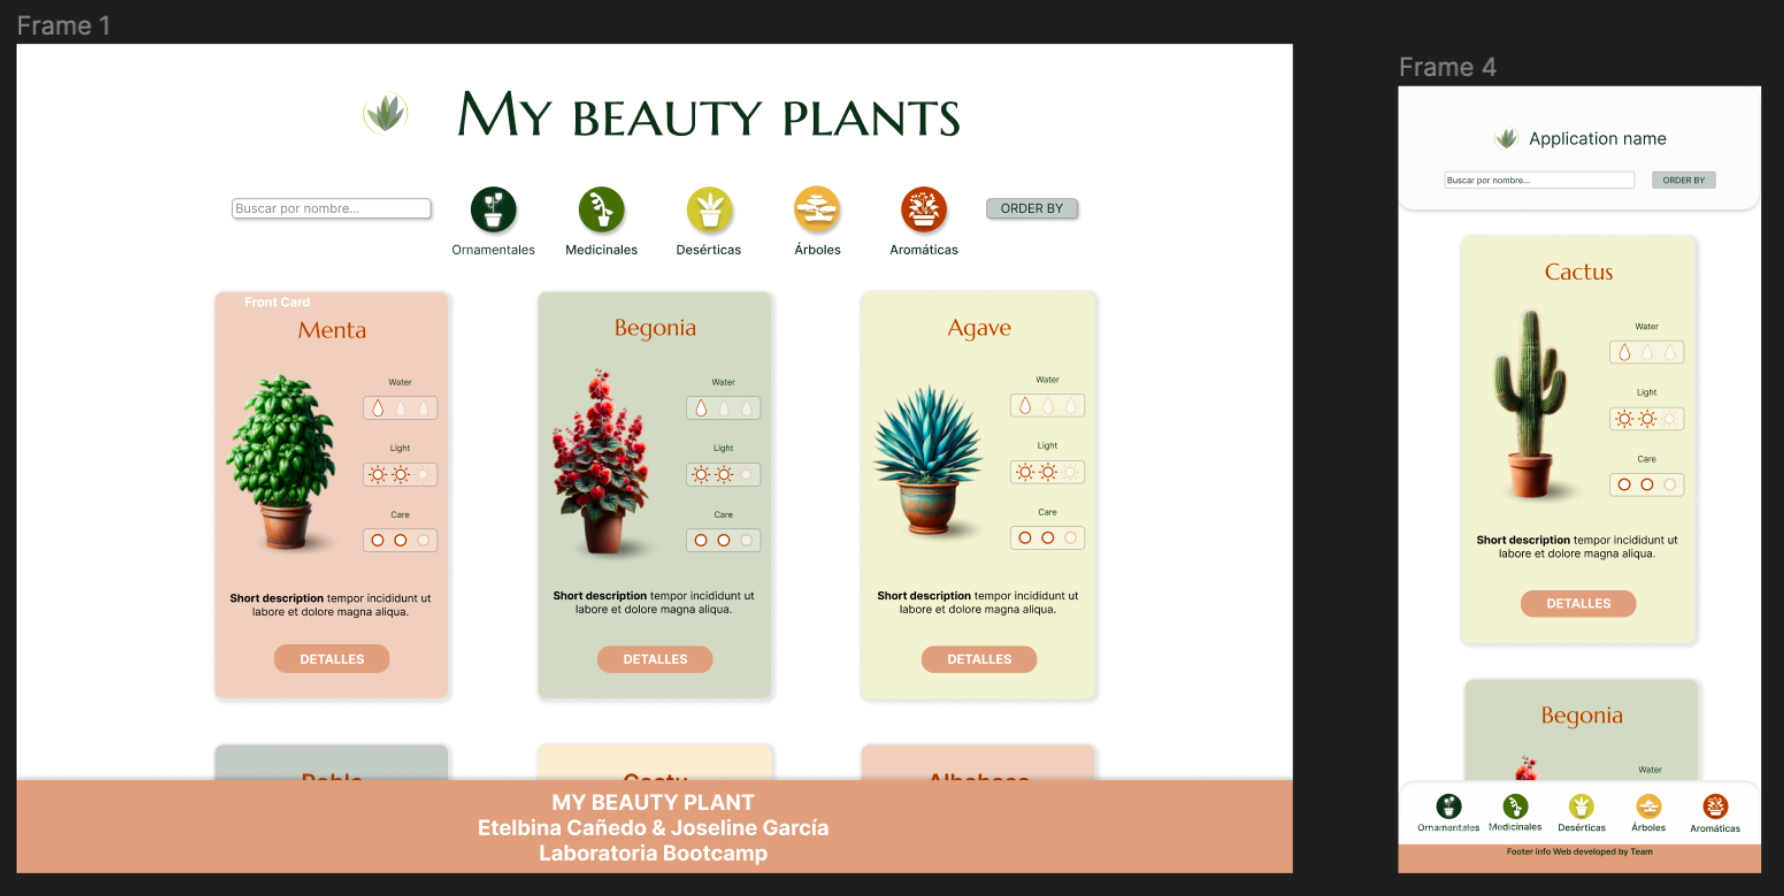 Frame 1
My beauty plants
Buscar por nombre...
Ornamentales
Medicinales
Desérticas
Árboles
Aromáticas
ORDER BY
Front Card
Menta
Water
Light
Care
Short description tempor incididunt ut
labore et dolore magna aliqua.
DETALLES
Begonia
Water
Light
Care
Short description tempor incididunt ut
labore et dolore magna aliqua.
DETALLES
Agave
Water
Light
Care
Short description tempor incididunt ut
labore et dolore magna aliqua.
DETALLES
MY BEAUTY PLANT
Etelbina Cañedo & Joseline García
Laboratoria Bootcamp
Frame 4
Application name
Buscar por nombre...
ORDER BY
Cactus
Water
Light
Care
Short description tempor incididunt ut
labore et dolore magna aliqua.
DETALLES
Begonia
Water
Ornamentales
Medicinales
Desérticas
Árboles
Aromáticas
Footer info Web developed by Team